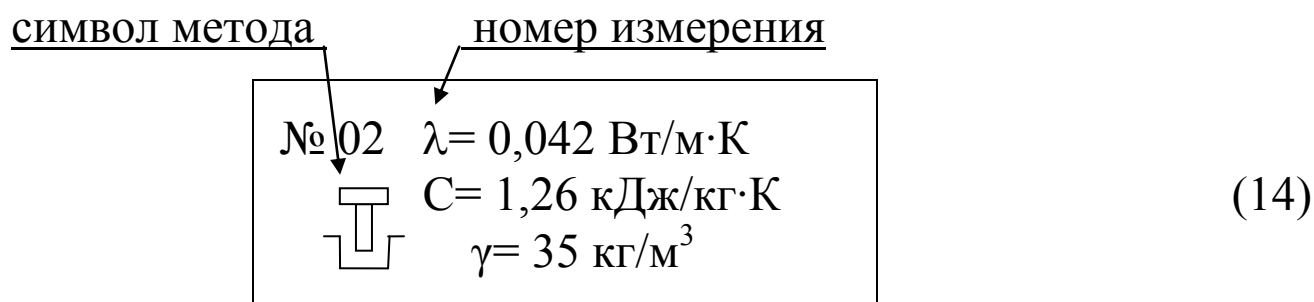 символ метода номер измерения
№ 02 λ= 0,042 Вт/м·К
С= 1,26 кДж/кг·К (14)
γ= 35 кг/м³